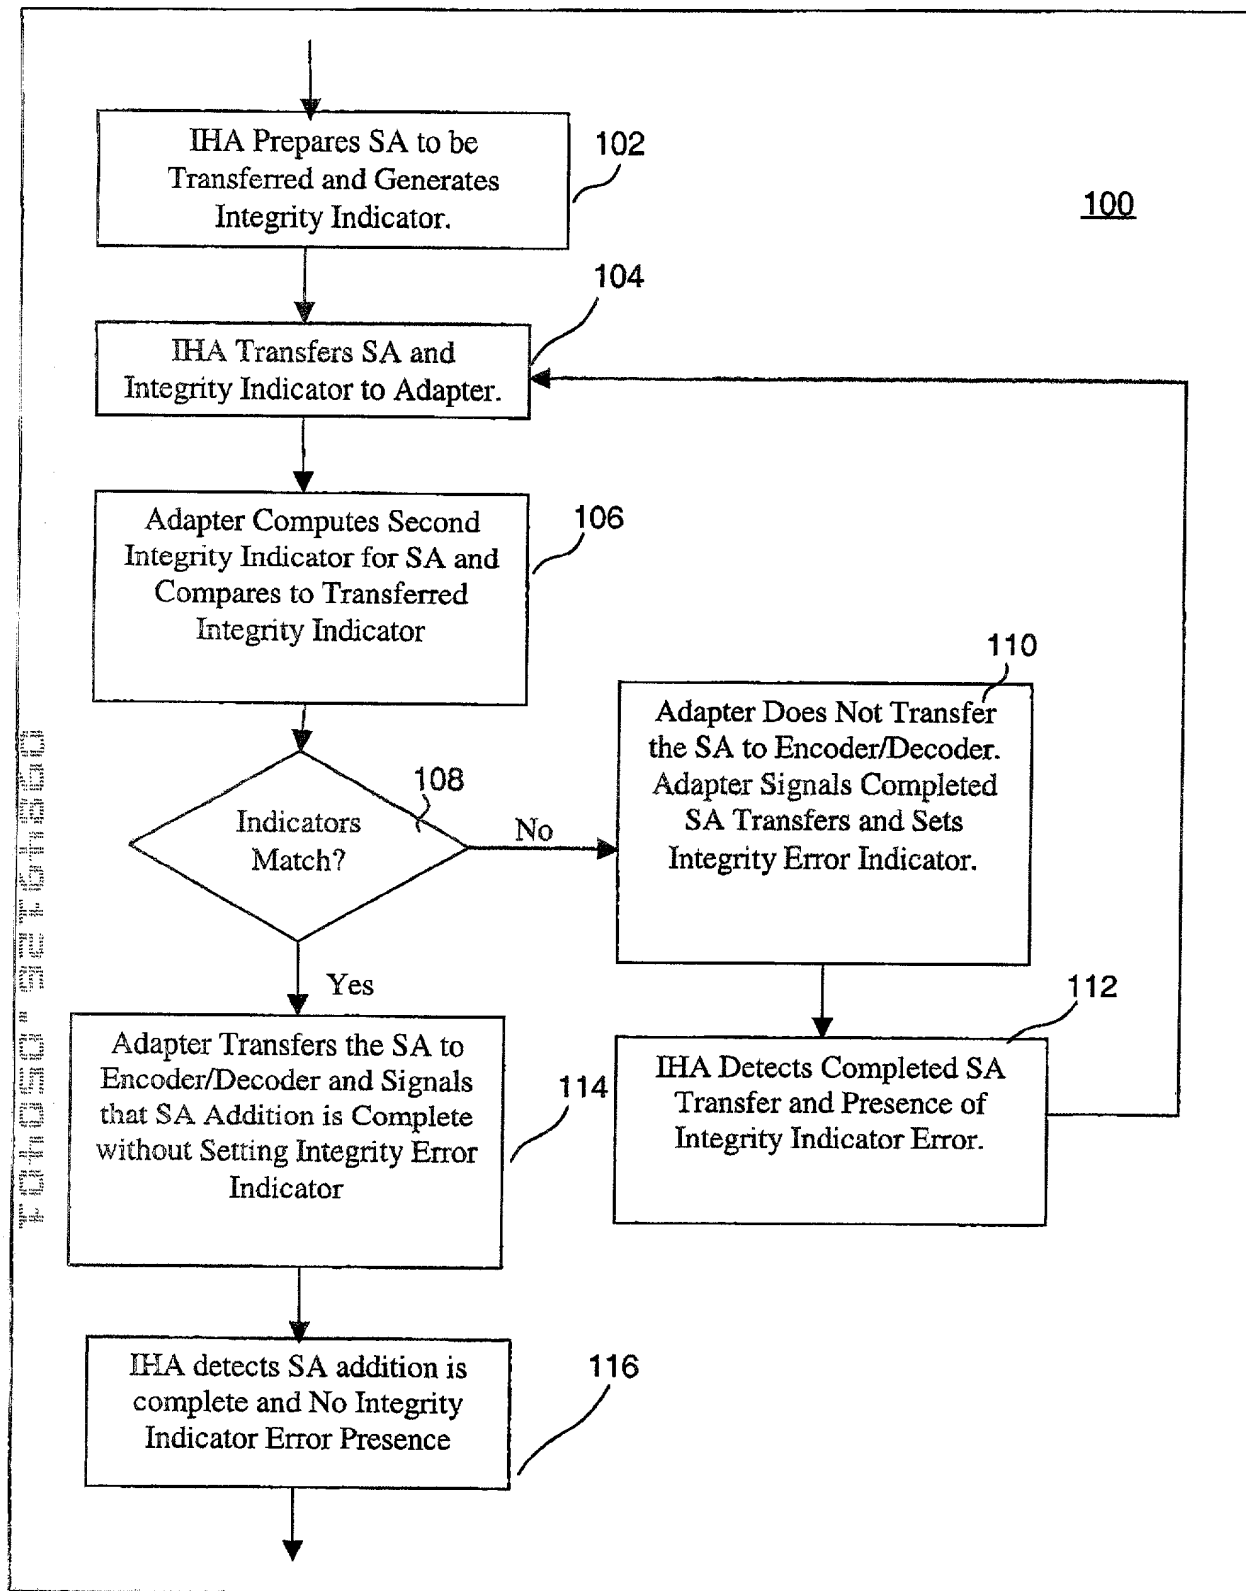 IHA Prepares SA to be
Transferred and Generates
Integrity Indicator.
102
100
104
IHA Transfers SA and
Integrity Indicator to Adapter.
Adapter Computes Second
Integrity Indicator for SA and
Compares to Transferred
Integrity Indicator
106
110
Adapter Does Not Transfer
the SA to Encoder/Decoder.
Adapter Signals Completed
SA Transfers and Sets
Integrity Error Indicator.
108
Indicators
Match?
No
Yes
112
IHA Detects Completed SA
Transfer and Presence of
Integrity Indicator Error.
Adapter Transfers the SA to
Encoder/Decoder and Signals
that SA Addition is Complete
without Setting Integrity Error
Indicator
114
IHA detects SA addition is
complete and No Integrity
Indicator Error Presence
116